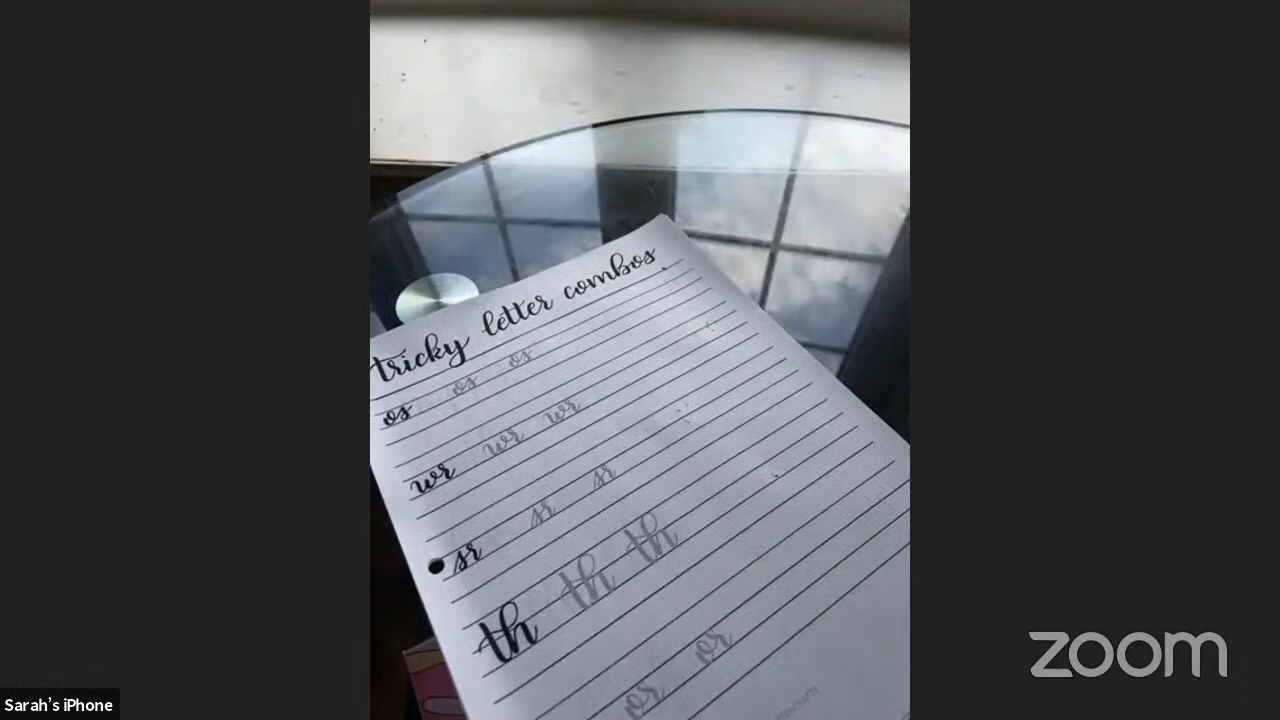 tricky letter combos
os os os
wr wr wr
sr sr sr
th th th
or or
zoom
Sarah's iPhone